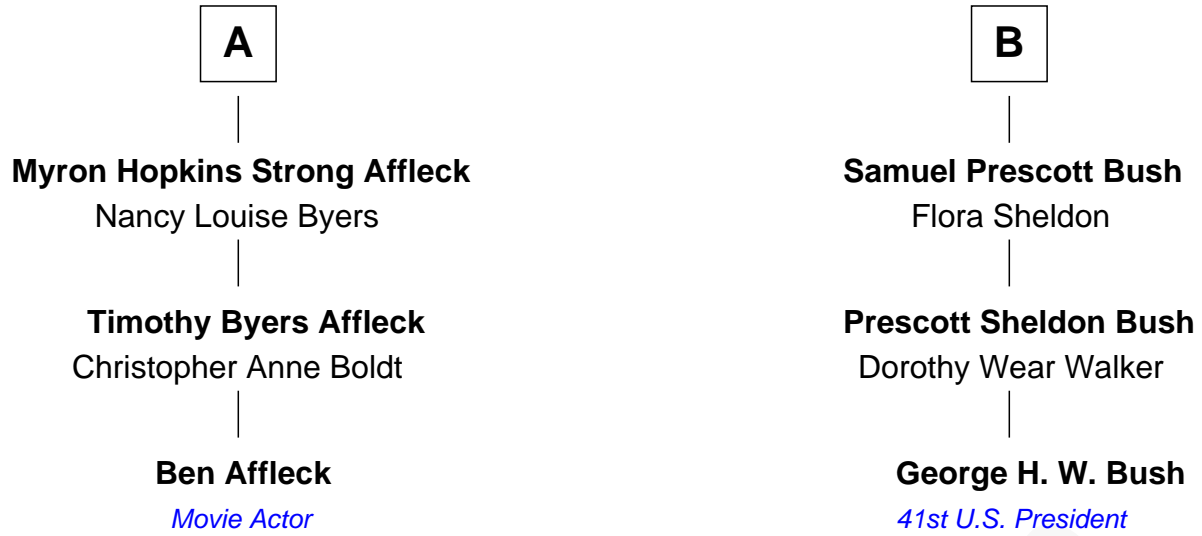 A
B
Myron Hopkins Strong Affleck
Samuel Prescott Bush
Nancy Louise Byers
Flora Sheldon
Timothy Byers Affleck
Prescott Sheldon Bush
Christopher Anne Boldt
Dorothy Wear Walker
Ben Affleck
George H. W. Bush
Movie Actor
41st U.S. President